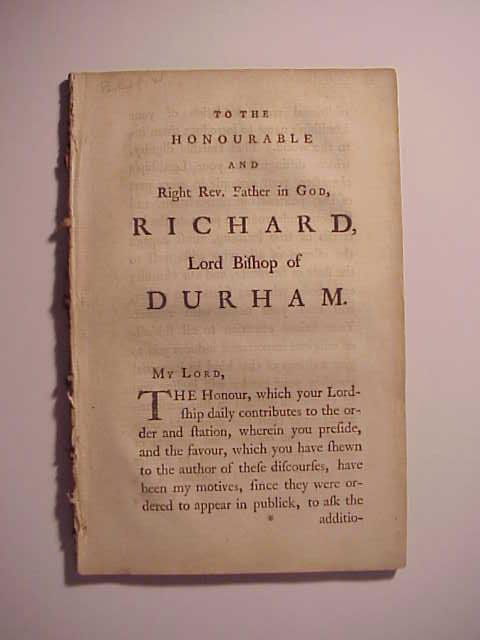 TO THE
HONOURABLE
AND
Right Rev. Father in GOD,
RICHARD,
Lord Biſhop of
DURHAM.
MY LORD,
THE Honour, which your Lord-
ſhip daily contributes to the or-
der and ſtation, wherein you preſide,
and the favour, which you have ſhewn
to the author of theſe diſcourſes, have
been my motives, ſince they were or-
dered to appear in publick, to aſk the
additio-